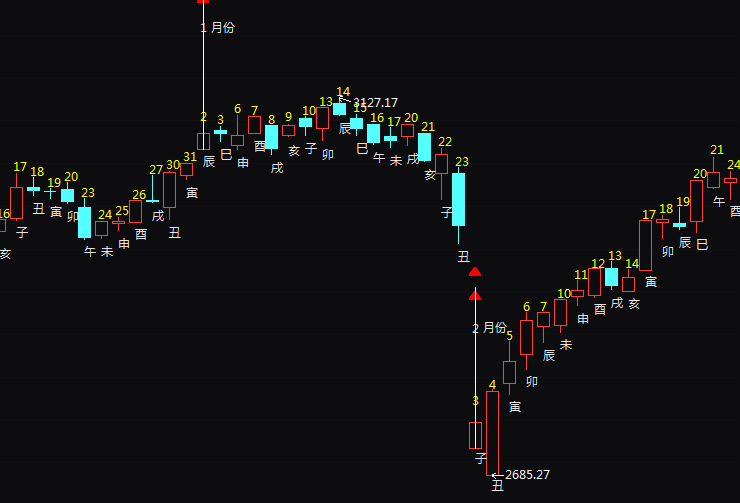 1 月份
14
3127.17
13
15
10
6
7
2
3
8
9
16
17
20
21
辰
巳
申
酉
戌
亥
子
卯
辰
巳
午
未
戌
亥
22
23
子
丑
31
30
27
寅
26
25
24
23
20
19
18
17
16
亥
子
丑
寅
卯
午
未
申
酉
戌
丑
2 月份
3
4
5
6
7
10
11
12
13
14
17
18
19
20
21
24
子
丑
寅
卯
辰
未
申
酉
戌
亥
寅
卯
辰
巳
午
酉
2685.27